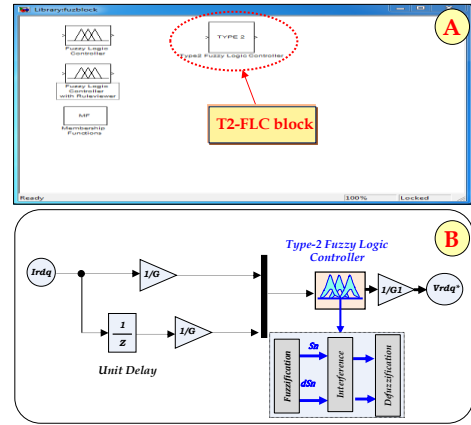 Library:fuzblock
A
Fuzzy Logic
Controller
TYPE 2
Type2 Fuzzy Logic Controller
Fuzzy Logic
Controller
with Ruleviewer
MF
Membership
Functions
T2-FLC block
Ready
100%
Locked
B
Type-2 Fuzzy Logic
Controller
Irdq
1/G
1/G1
Vrdq*
1
Z
1/G
Unit Delay
Fuzzification
Sn
dSn
Interference
Defuzzification